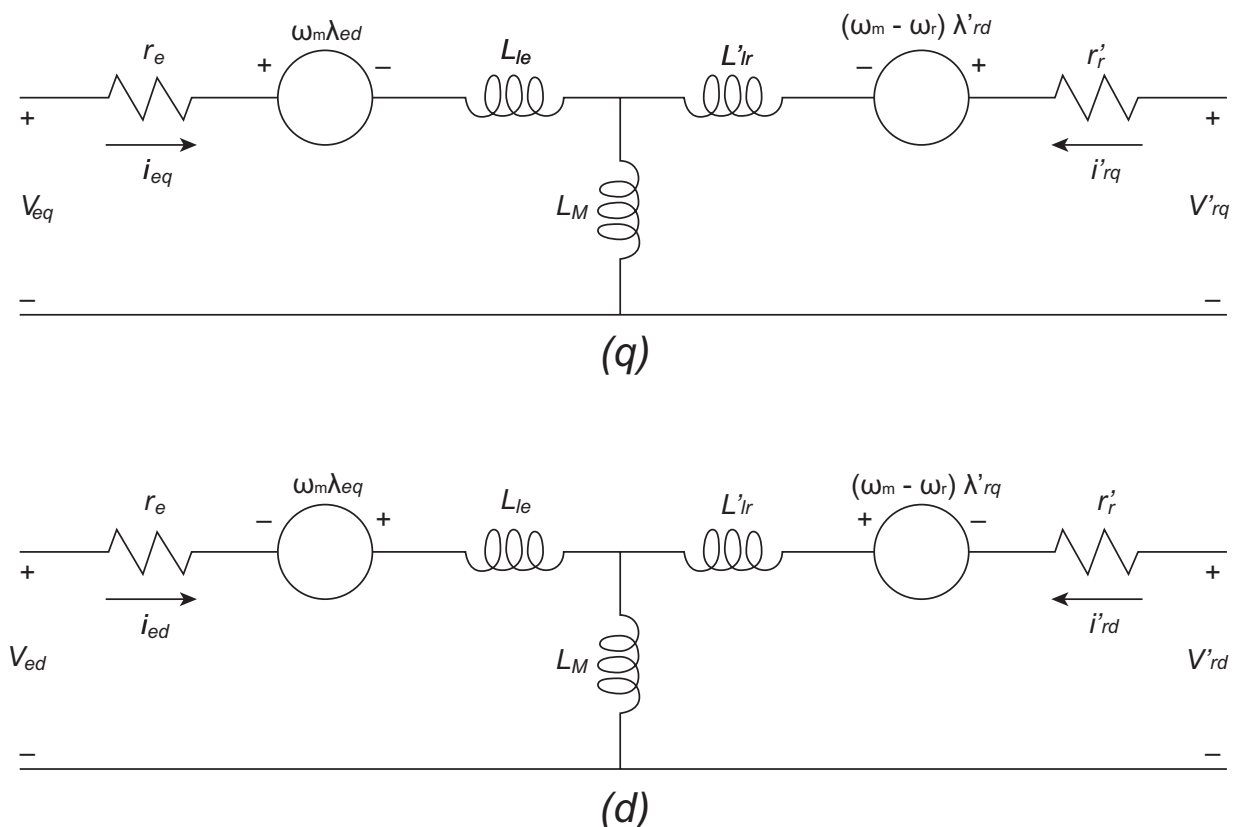 ωmλed (ωm - ωr) λ'rd
re + − Lle L'lr − + r'r
+ +
ieq i'rq
Veq LM V'rq
− −
(q)
ωmλeq (ωm - ωr) λ'rq
re − + Lle L'lr + − r'r
+ +
ied i'rd
Ved LM V'rd
− −
(d)